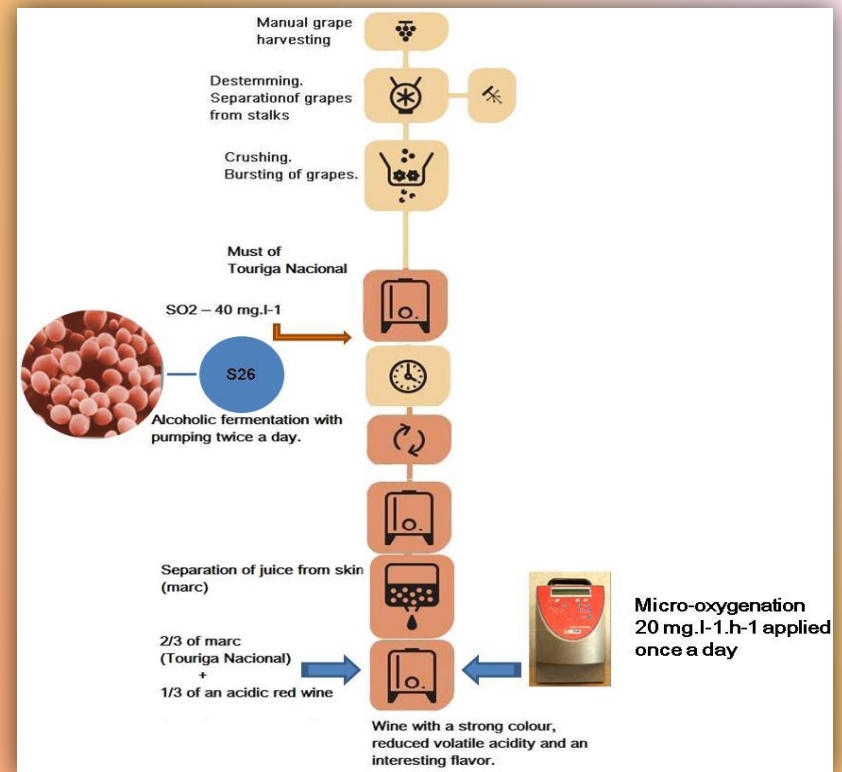 Manual grape
harvesting
Destemming.
Separationof grapes
from stalks
Crushing.
Bursting of grapes.
Must of
Touriga Nacional
SO2 – 40 mg.l-1
S26
Alcoholic fermentation with
pumping twice a day.
Separation of juice from skin
(marc)
2/3 of marc
(Touriga Nacional)
+
1/3 of an acidic red wine
Micro-oxygenation
20 mg.l-1.h-1 applied
once a day
Wine with a strong colour,
reduced volatile acidity and an
interesting flavor.